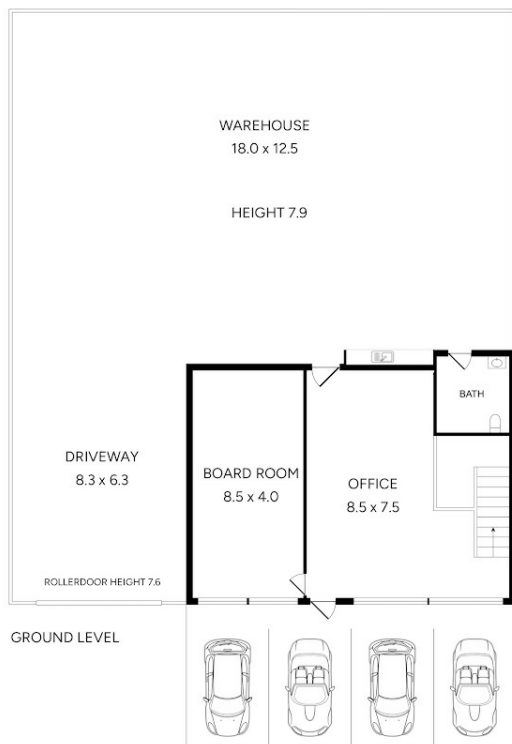 WAREHOUSE
18.0 x 12.5
HEIGHT 7.9
BATH
DRIVEWAY
8.3 x 6.3
BOARD ROOM
8.5 x 4.0
OFFICE
8.5 x 7.5
ROLLERDOOR HEIGHT 7.6
GROUND LEVEL